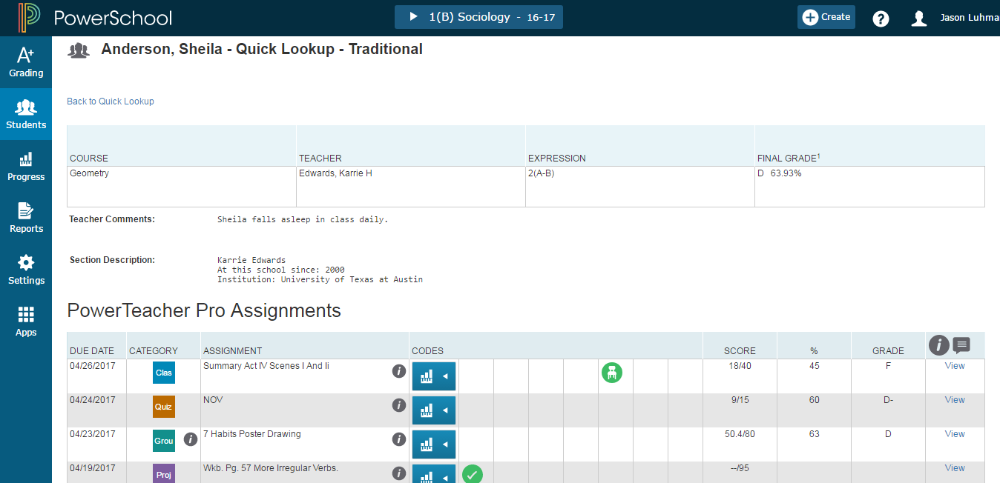 PowerSchool
1(B) Sociology - 16-17
Create
?
Jason Luhma
A+
Grading
Students
Progress
Reports
Settings
Apps
Anderson, Sheila - Quick Lookup - Traditional
Back to Quick Lookup
COURSE TEACHER EXPRESSION FINAL GRADE1
Geometry Edwards, Karrie H 2(A-B) D 63.93%
Teacher Comments: Sheila falls asleep in class daily.
Section Description: Karrie Edwards
At this school since: 2000
Institution: University of Texas at Austin
PowerTeacher Pro Assignments
DUE DATE CATEGORY ASSIGNMENT CODES SCORE % GRADE i
04/26/2017 Clas Summary Act IV Scenes I And Ii i 18/40 45 F View
04/24/2017 Quiz NOV i 9/15 60 D- View
04/23/2017 Grou i 7 Habits Poster Drawing i 50.4/80 63 D View
04/19/2017 Proj Wkb. Pg. 57 More Irregular Verbs. i --/95 View